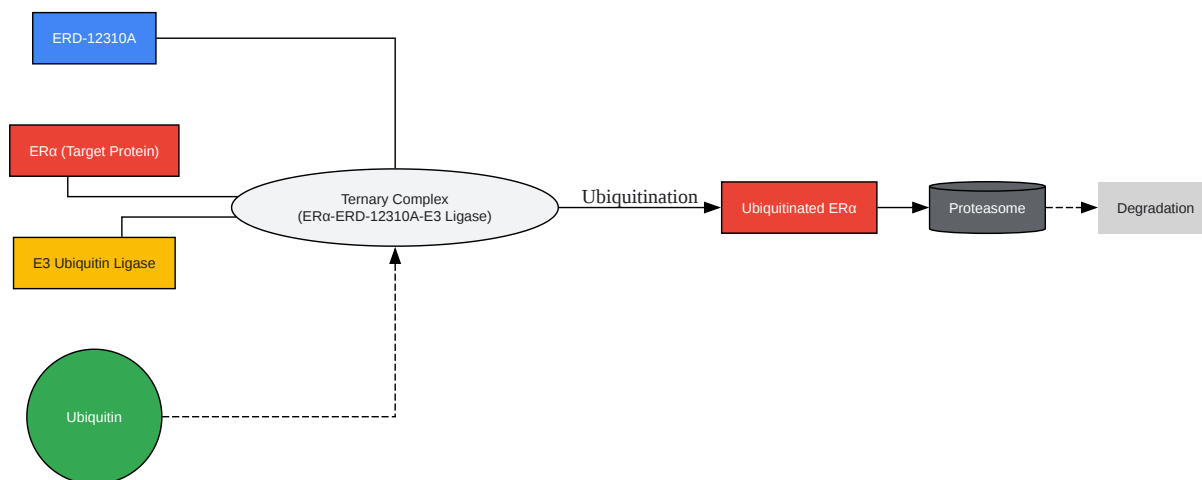 ERD-12310A
ERα (Target Protein)
E3 Ubiquitin Ligase
Ubiquitin
Ternary Complex
(ERα-ERD-12310A-E3 Ligase)
Ubiquitination
Ubiquitinated ERα
Proteasome
Degradation